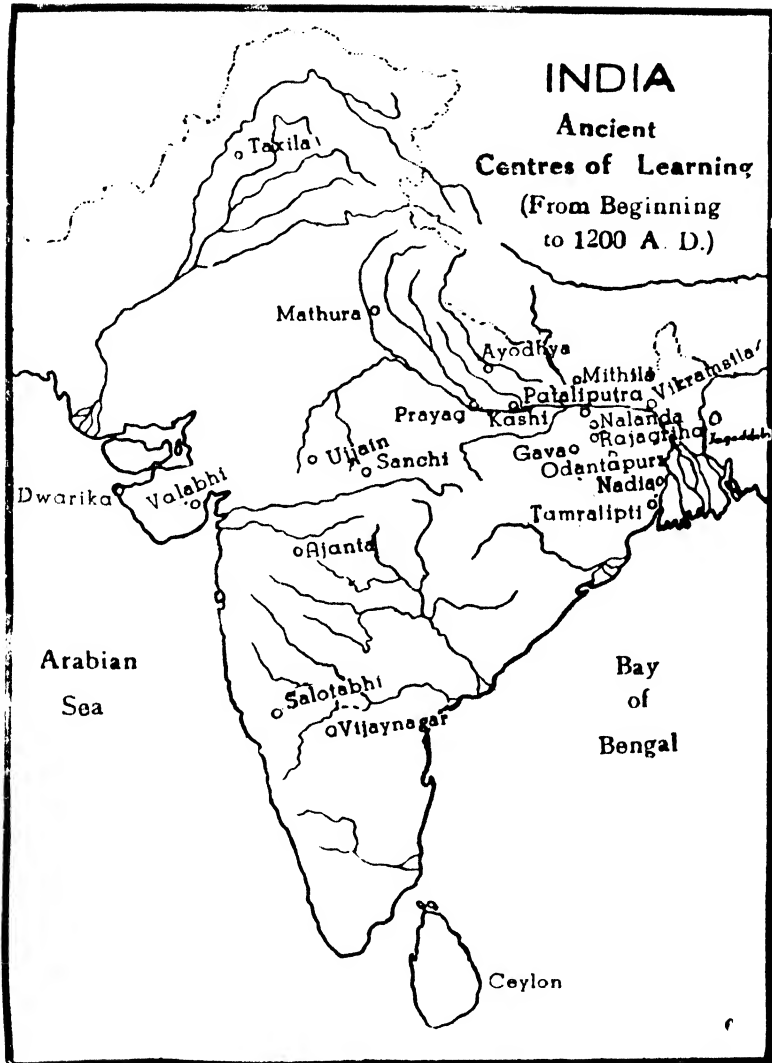 INDIA
Ancient
Centres of Learning
(From Beginning
to 1200 A. D.)
Taxila
Mathura
Ayodhya
Mithila
Vikramsila
Pataliputra
Prayag
Kashi
Nalanda
Rajagriha
Gavao
Odantapura
Ujjain
Sanchi
Nadia
Dwarika
Valabhi
Tamralipti
Ajanta
Arabian
Sea
Bay
of
Bengal
Salotabhi
Vijaynagar
Ceylon